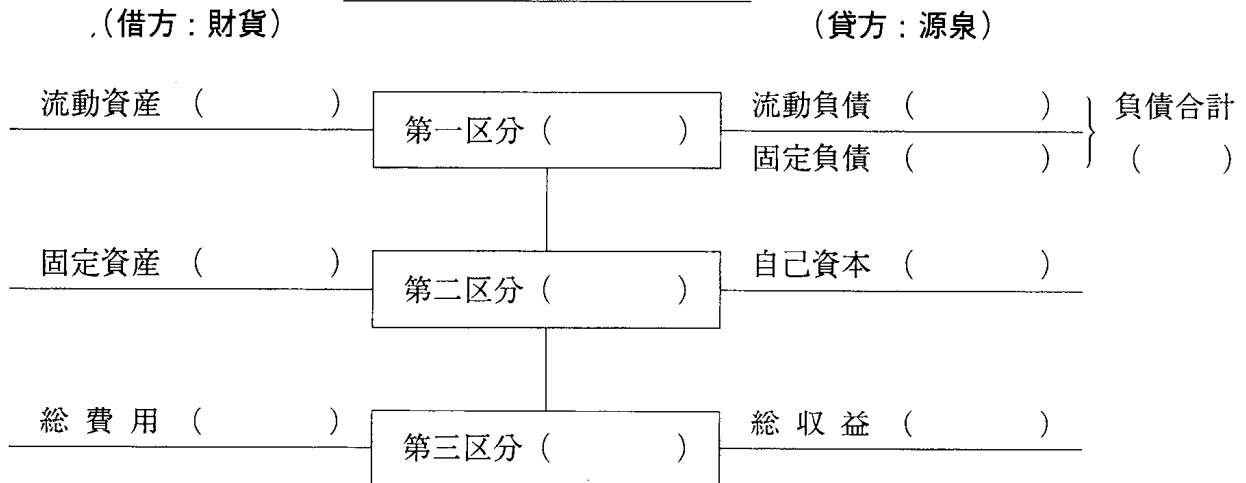 (借方：財貨) (貸方：源泉)
流動資産 ( ) 第一区分 ( ) 流動負債 ( ) 負債合計
固定負債 ( ) ( )
固定資産 ( ) 第二区分 ( ) 自己資本 ( )
総費用 ( ) 第三区分 ( ) 総収益 ( )